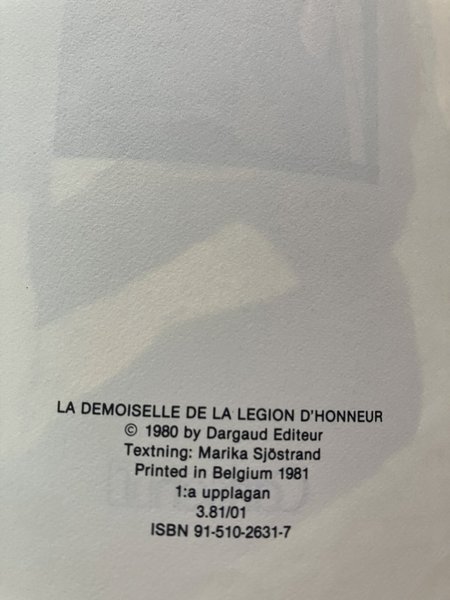 LA DEMOISELLE DE LA LEGION D'HONNEUR
© 1980 by Dargaud Editeur
Textning: Marika Sjöstrand
Printed in Belgium 1981
1:a upplagan
3.81/01
ISBN 91-510-2631-7